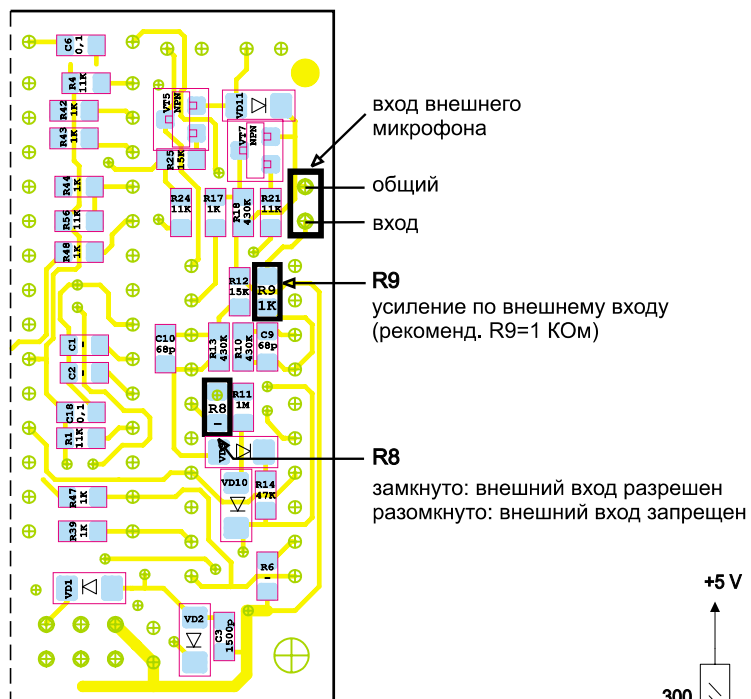 C6
0,1
R4
11K
R42
1K
R43
1K
R44
1K
R56
11K
R48
1K
VT5
NPN
VD11
VT7
NPN
R25
15K
R24
11K
R17
1K
R18
430K
R21
11K
вход внешнего
микрофона
общий
вход
R12
15K
R9
1K
R9
усиление по внешнему входу
(рекоменд. R9=1 КОм)
C10
68p
R13
430K
R10
430K
C9
68p
C1
-
C2
-
C18
0,1
R1
11K
R8
-
R11
1M
R8
замкнуто: внешний вход разрешен
разомкнуто: внешний вход запрещен
VD10
R14
47K
R47
1K
R39
1K
R6
-
VD1
VD2
C3
1500p
+5 V
300